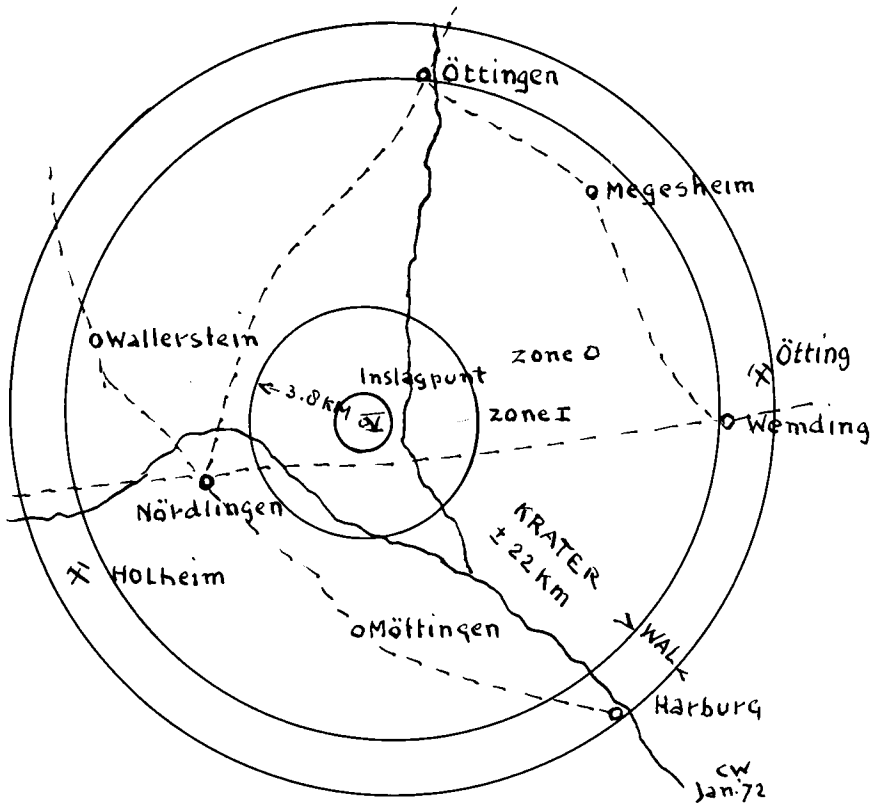 Öttingen
Megesheim
Wallerstein
zone 0
Ötting
Inslagpunt
3.8 KM
zone I
Wemding
Nördlingen
KRATER
± 22 KM
Holheim
Möttingen
WAL
Harburg
CW
Jan.'72